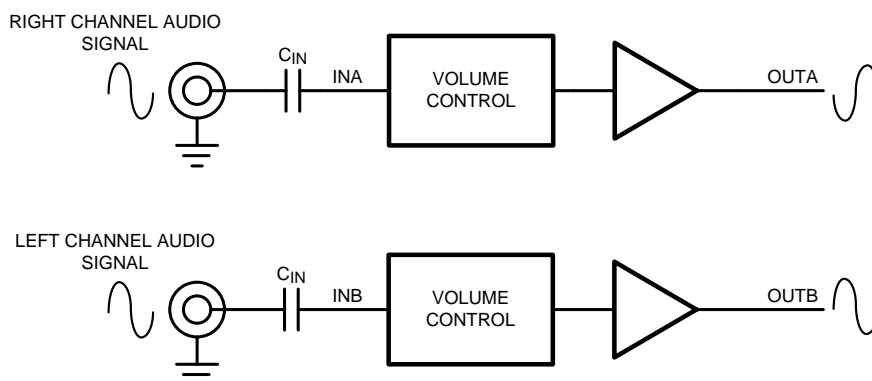 RIGHT CHANNEL AUDIO
SIGNAL
CIN
INA
VOLUME
CONTROL
OUTA
LEFT CHANNEL AUDIO
SIGNAL
CIN
INB
VOLUME
CONTROL
OUTB